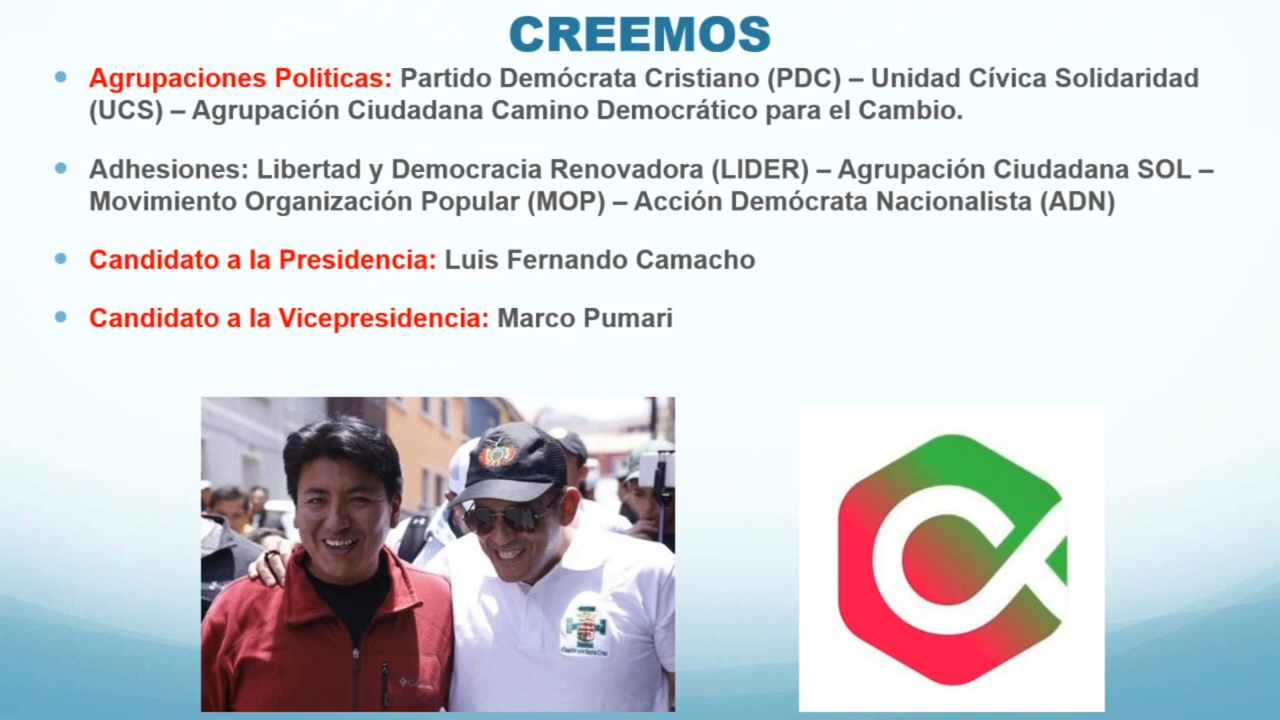 CREEMOS
Agrupaciones Politicas: Partido Demócrata Cristiano (PDC) – Unidad Cívica Solidaridad
(UCS) – Agrupación Ciudadana Camino Democrático para el Cambio.
Adhesiones: Libertad y Democracia Renovadora (LIDER) – Agrupación Ciudadana SOL –
Movimiento Organización Popular (MOP) – Acción Demócrata Nacionalista (ADN)
Candidato a la Presidencia: Luis Fernando Camacho
Candidato a la Vicepresidencia: Marco Pumari